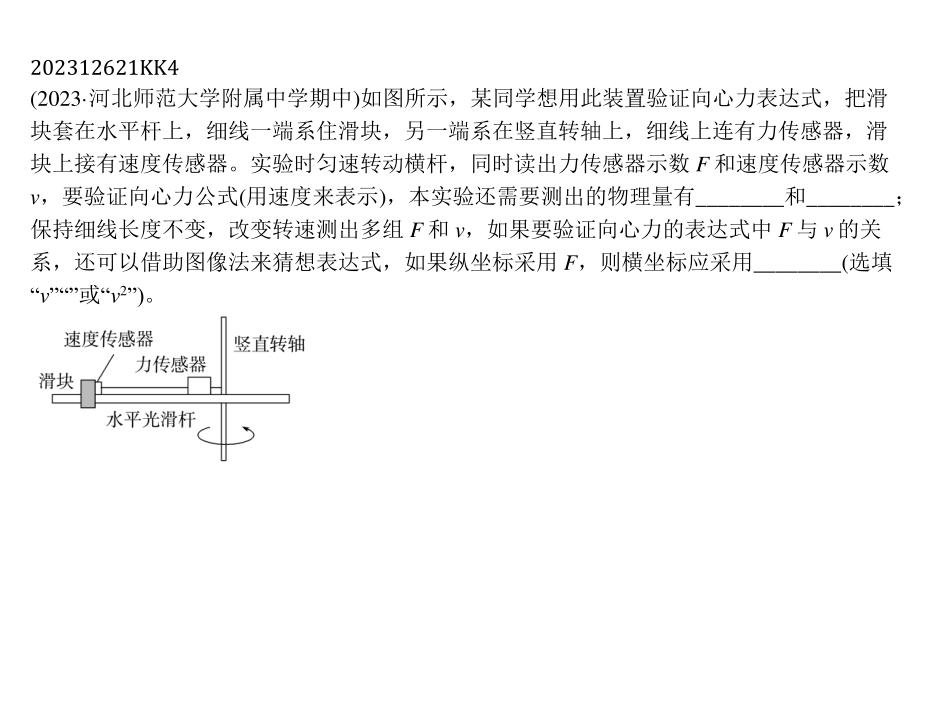 202312621KK4
(2023·河北师范大学附属中学期中)如图所示，某同学想用此装置验证向心力表达式，把滑
块套在水平杆上，细线一端系住滑块，另一端系在竖直转轴上，细线上连有力传感器，滑
块上接有速度传感器。实验时匀速转动横杆，同时读出力传感器示数 F 和速度传感器示数
v，要验证向心力公式(用速度来表示)，本实验还需要测出的物理量有________和________；
保持细线长度不变，改变转速测出多组 F 和 v，如果要验证向心力的表达式中 F 与 v 的关
系，还可以借助图像法来猜想表达式，如果纵坐标采用 F，则横坐标应采用________(选填
“v”“”或“v²”)。
速度传感器
竖直转轴
力传感器
滑块
水平光滑杆